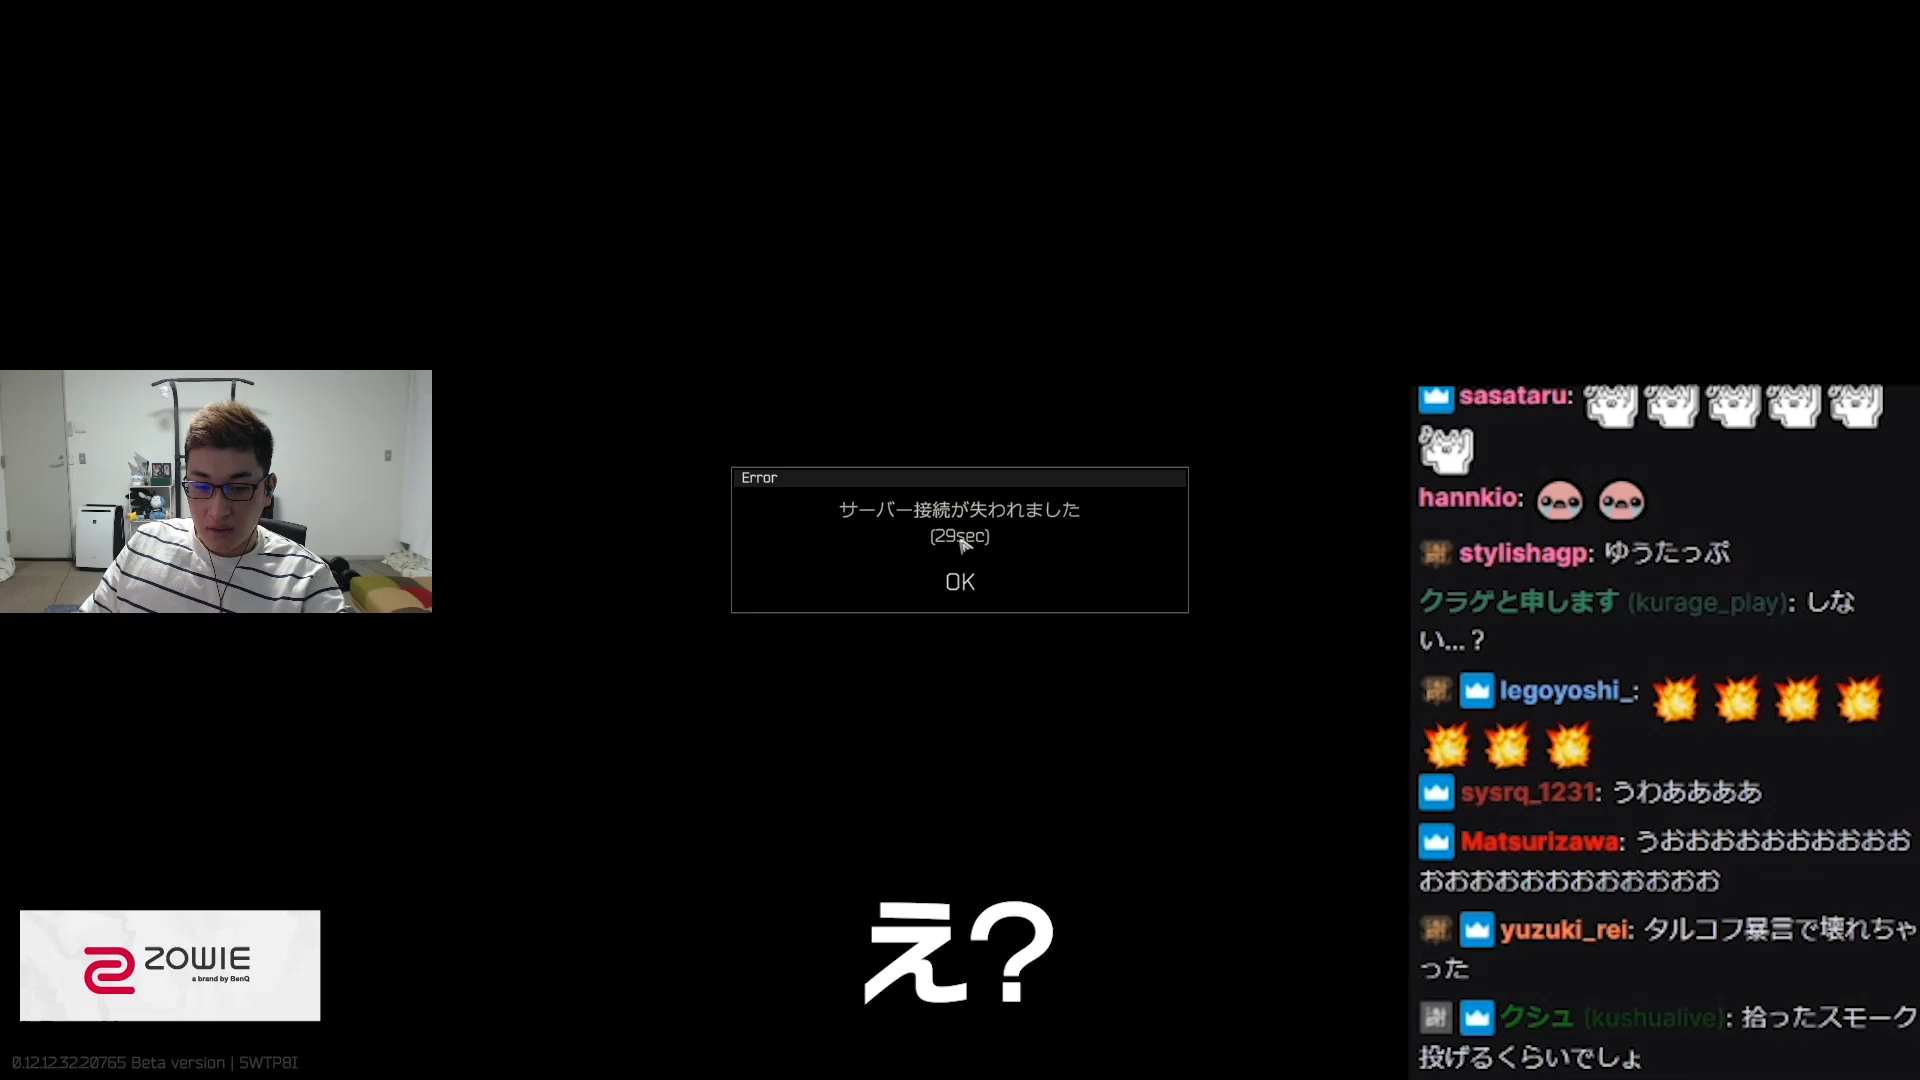 Error
サーバー接続が失われました
(29sec)
OK
sasataru:
hannkio:
stylishagp: ゆうたっぷ
クラゲと申します (kurage_play): しな
い...?
legoyoshi_:
sysrq_1231: うわああああ
Matsurizawa: うおおおおおおおおおお
おおおおおおおおおおおお
yuzuki_rei: タルコフ暴言で壊れちゃ
った
クシュ (kushualive): 拾ったスモーク
投げるくらいでしょ
え?
ZOWIE
a brand by BenQ
0.12.12.32.20765 Beta version | 5WTP8I